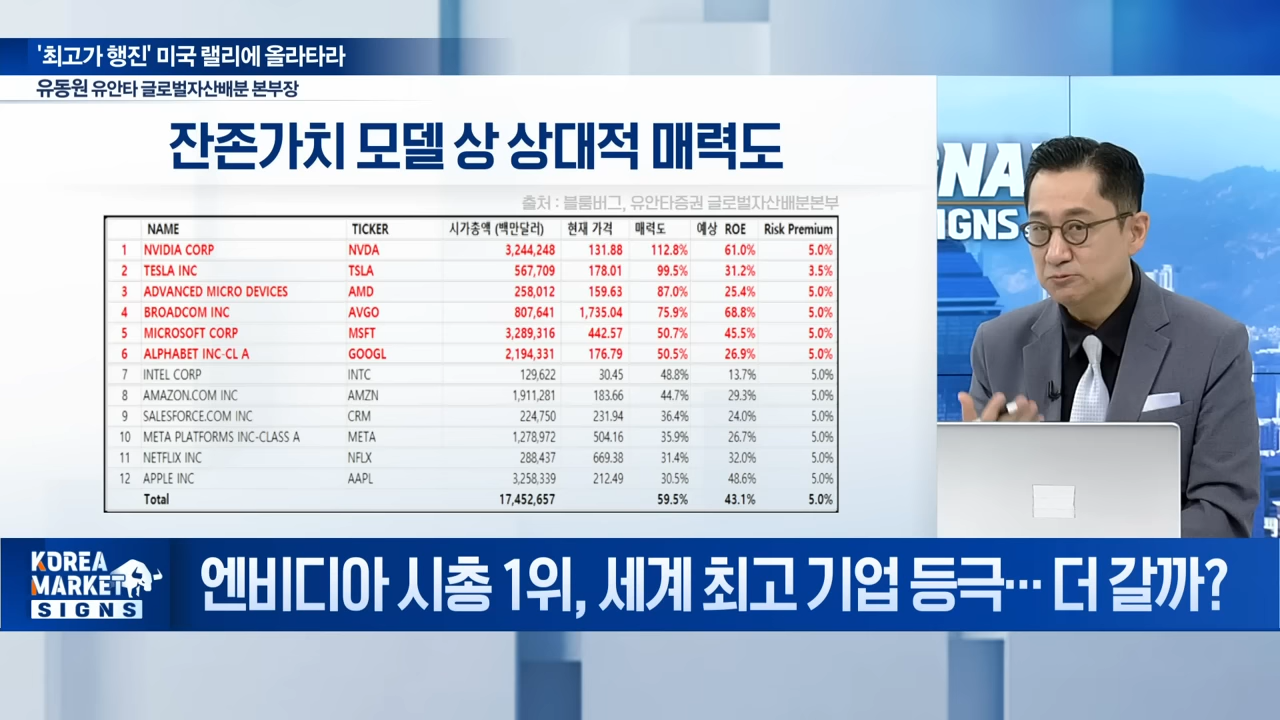 '최고가 행진' 미국 랠리에 올라타라
유동원 유안타 글로벌자산배분 본부장
잔존가치 모델 상 상대적 매력도
출처 : 블룸버그, 유안타증권 글로벌자산배분본부
NAME TICKER 시가총액 (백만달러) 현재 가격 매력도 예상 ROE Risk Premium
1 NVIDIA CORP NVDA 3,244,248 131.88 112.8% 61.0% 5.0%
2 TESLA INC TSLA 567,709 178.01 99.5% 31.2% 3.5%
3 ADVANCED MICRO DEVICES AMD 258,012 159.63 87.0% 25.4% 5.0%
4 BROADCOM INC AVGO 807,641 1,735.04 75.9% 68.8% 5.0%
5 MICROSOFT CORP MSFT 3,289,316 442.57 50.7% 45.5% 5.0%
6 ALPHABET INC-CL A GOOGL 2,194,331 176.79 50.5% 26.9% 5.0%
7 INTEL CORP INTC 129,622 30.45 48.8% 13.7% 5.0%
8 AMAZON.COM INC AMZN 1,911,281 183.66 44.7% 29.3% 5.0%
9 SALESFORCE.COM INC CRM 224,750 231.94 36.4% 24.0% 5.0%
10 META PLATFORMS INC-CLASS A META 1,278,972 504.16 35.9% 26.7% 5.0%
11 NETFLIX INC NFLX 288,437 669.38 31.4% 32.0% 5.0%
12 APPLE INC AAPL 3,258,339 212.49 30.5% 48.6% 5.0%
Total 17,452,657 59.5% 43.1% 5.0%
IGNA
SIGNS
KOREA
MARKET
SIGNS
엔비디아 시총 1위, 세계 최고 기업 등극… 더 갈까?